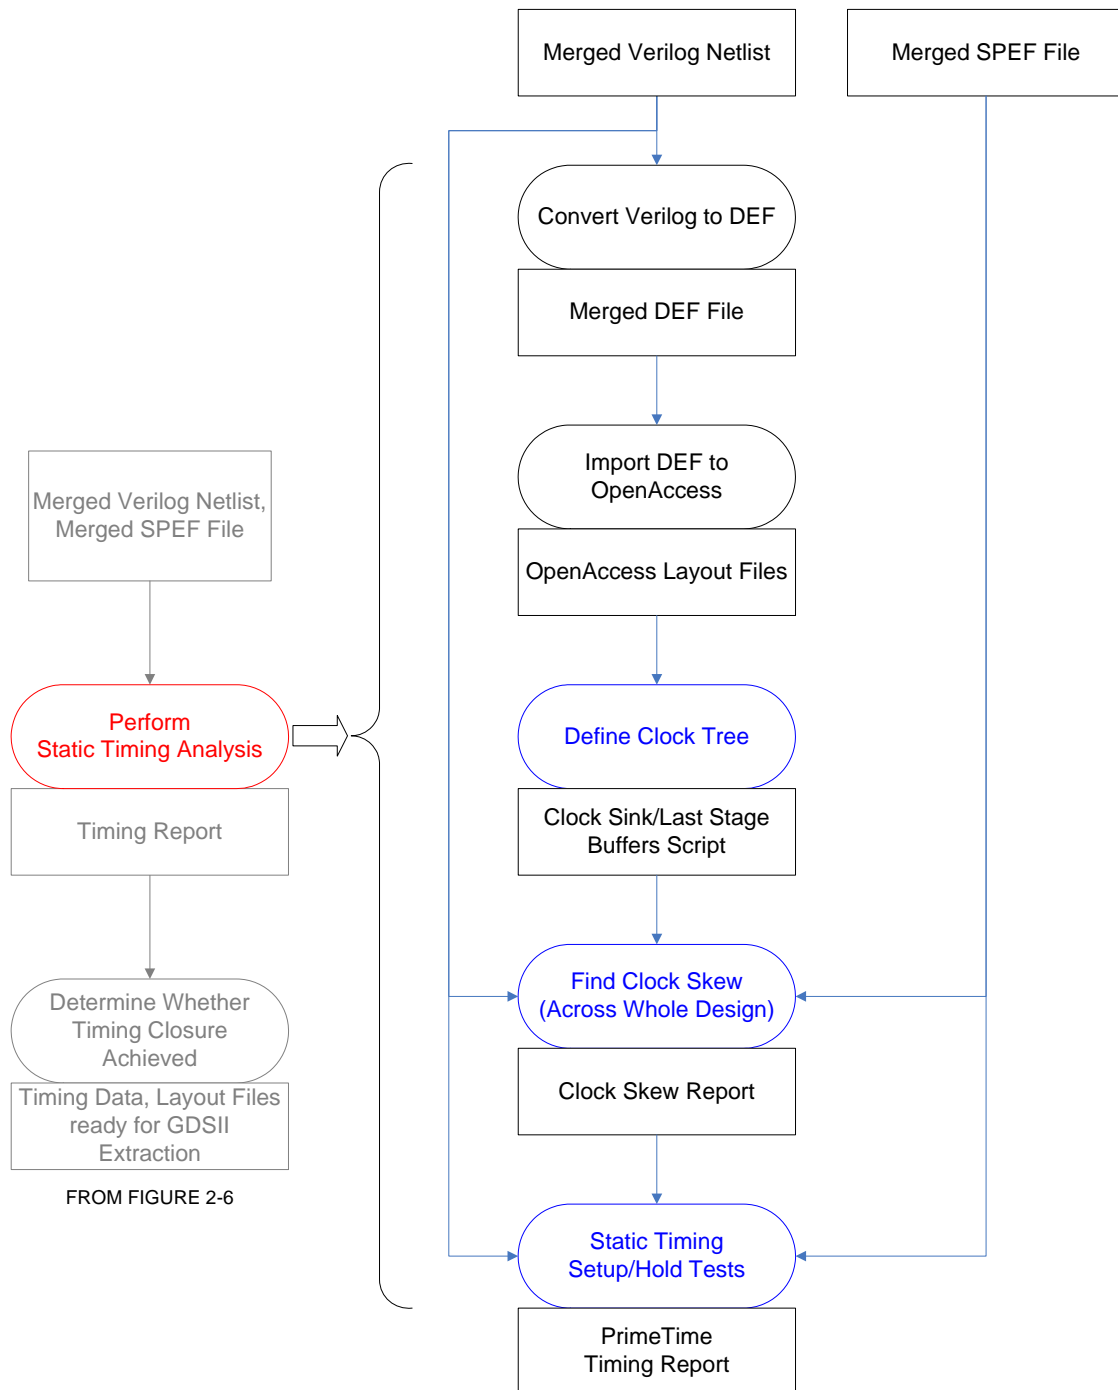 Merged Verilog Netlist
Merged SPEF File
Convert Verilog to DEF
Merged DEF File
Import DEF to
OpenAccess
OpenAccess Layout Files
Define Clock Tree
Clock Sink/Last Stage
Buffers Script
Find Clock Skew
(Across Whole Design)
Clock Skew Report
Static Timing
Setup/Hold Tests
PrimeTime
Timing Report
Merged Verilog Netlist,
Merged SPEF File
Perform
Static Timing Analysis
Timing Report
Determine Whether
Timing Closure
Achieved
Timing Data, Layout Files
ready for GDSII
Extraction
FROM FIGURE 2-6